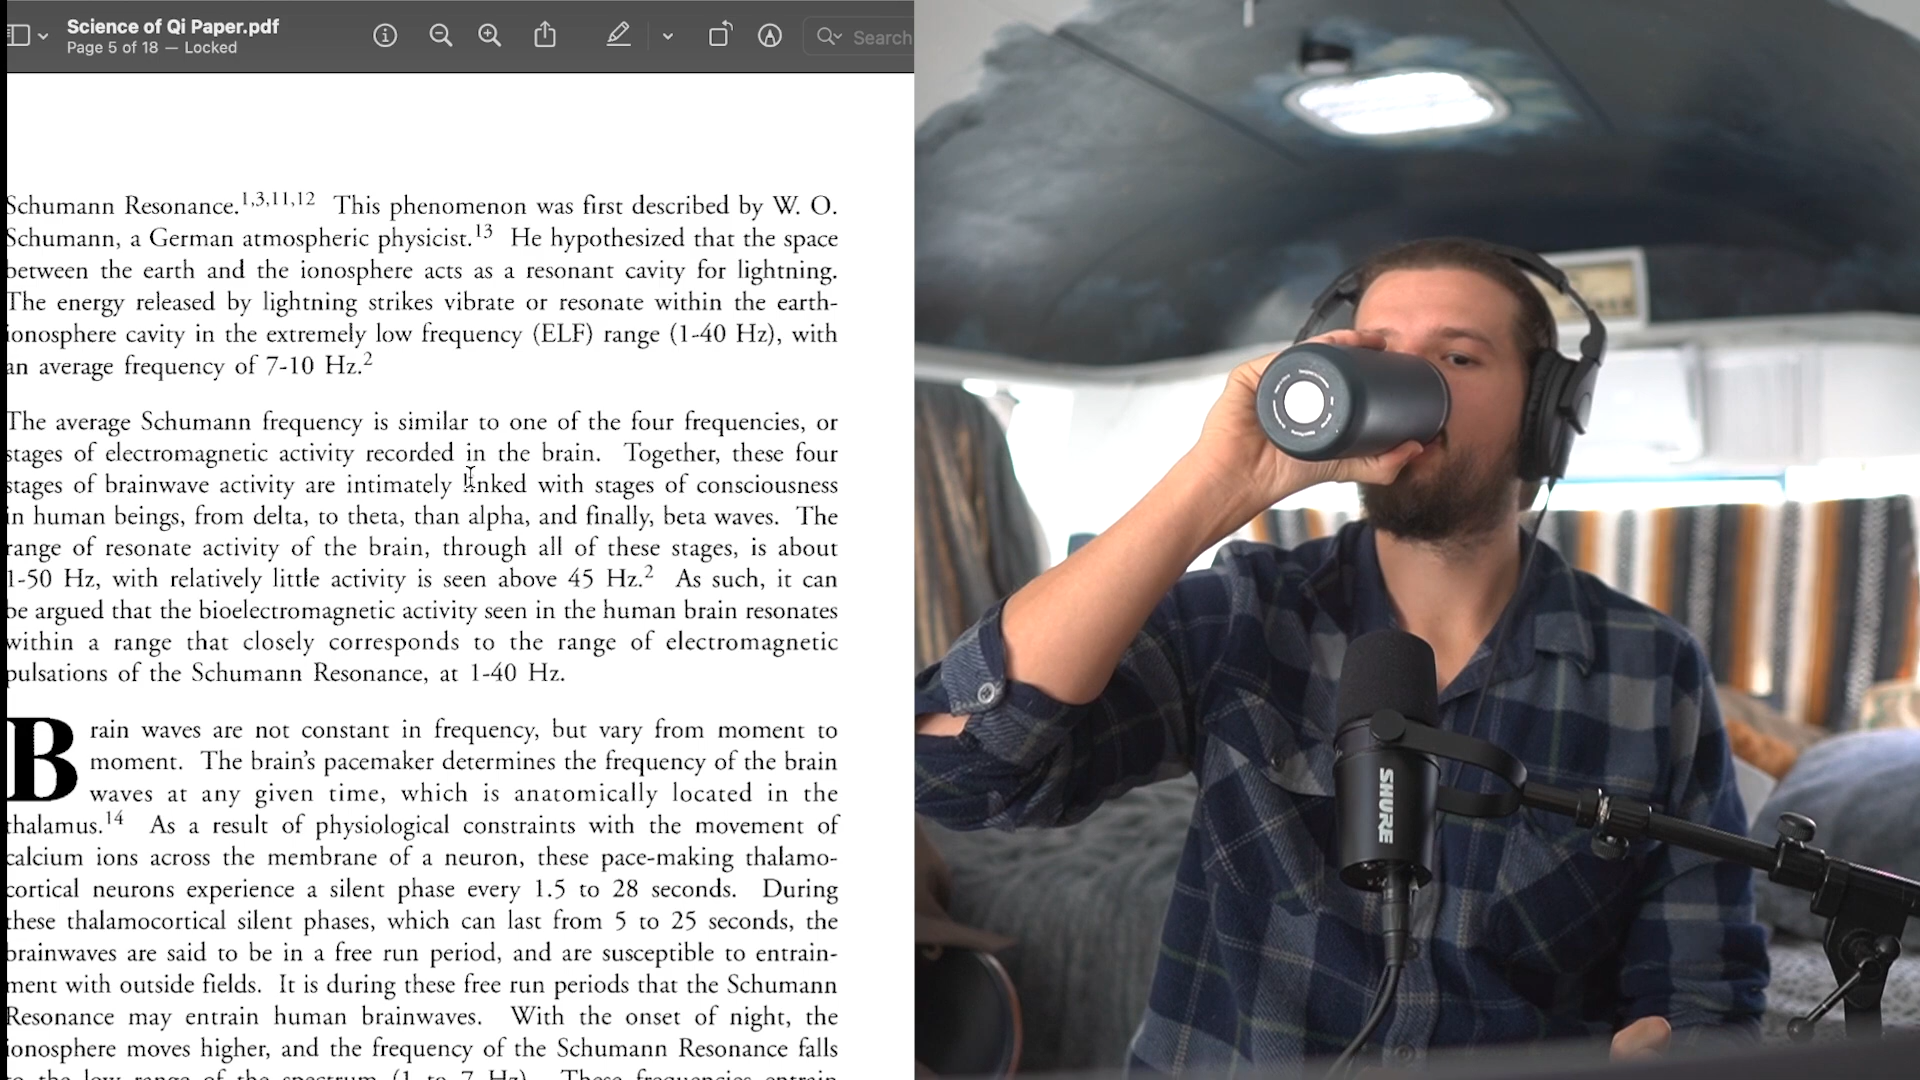 Science of Qi Paper.pdf
Page 5 of 18 — Locked
Search
Schumann Resonance.1,3,11,12 This phenomenon was first described by W. O.
Schumann, a German atmospheric physicist.13 He hypothesized that the space
between the earth and the ionosphere acts as a resonant cavity for lightning.
The energy released by lightning strikes vibrate or resonate within the earth-
ionosphere cavity in the extremely low frequency (ELF) range (1-40 Hz), with
an average frequency of 7-10 Hz.2
The average Schumann frequency is similar to one of the four frequencies, or
stages of electromagnetic activity recorded in the brain. Together, these four
stages of brainwave activity are intimately linked with stages of consciousness
in human beings, from delta, to theta, than alpha, and finally, beta waves. The
range of resonate activity of the brain, through all of these stages, is about
1-50 Hz, with relatively little activity is seen above 45 Hz.2 As such, it can
be argued that the bioelectromagnetic activity seen in the human brain resonates
within a range that closely corresponds to the range of electromagnetic
pulsations of the Schumann Resonance, at 1-40 Hz.
Brain waves are not constant in frequency, but vary from moment to
moment. The brain's pacemaker determines the frequency of the brain
waves at any given time, which is anatomically located in the
thalamus.14 As a result of physiological constraints with the movement of
calcium ions across the membrane of a neuron, these pace-making thalamo-
cortical neurons experience a silent phase every 1.5 to 28 seconds. During
these thalamocortical silent phases, which can last from 5 to 25 seconds, the
brainwaves are said to be in a free run period, and are susceptible to entrain-
ment with outside fields. It is during these free run periods that the Schumann
Resonance may entrain human brainwaves. With the onset of night, the
ionosphere moves higher, and the frequency of the Schumann Resonance falls
to the low range of the spectrum (1 to 7 Hz). These frequencies entrain
SHURE